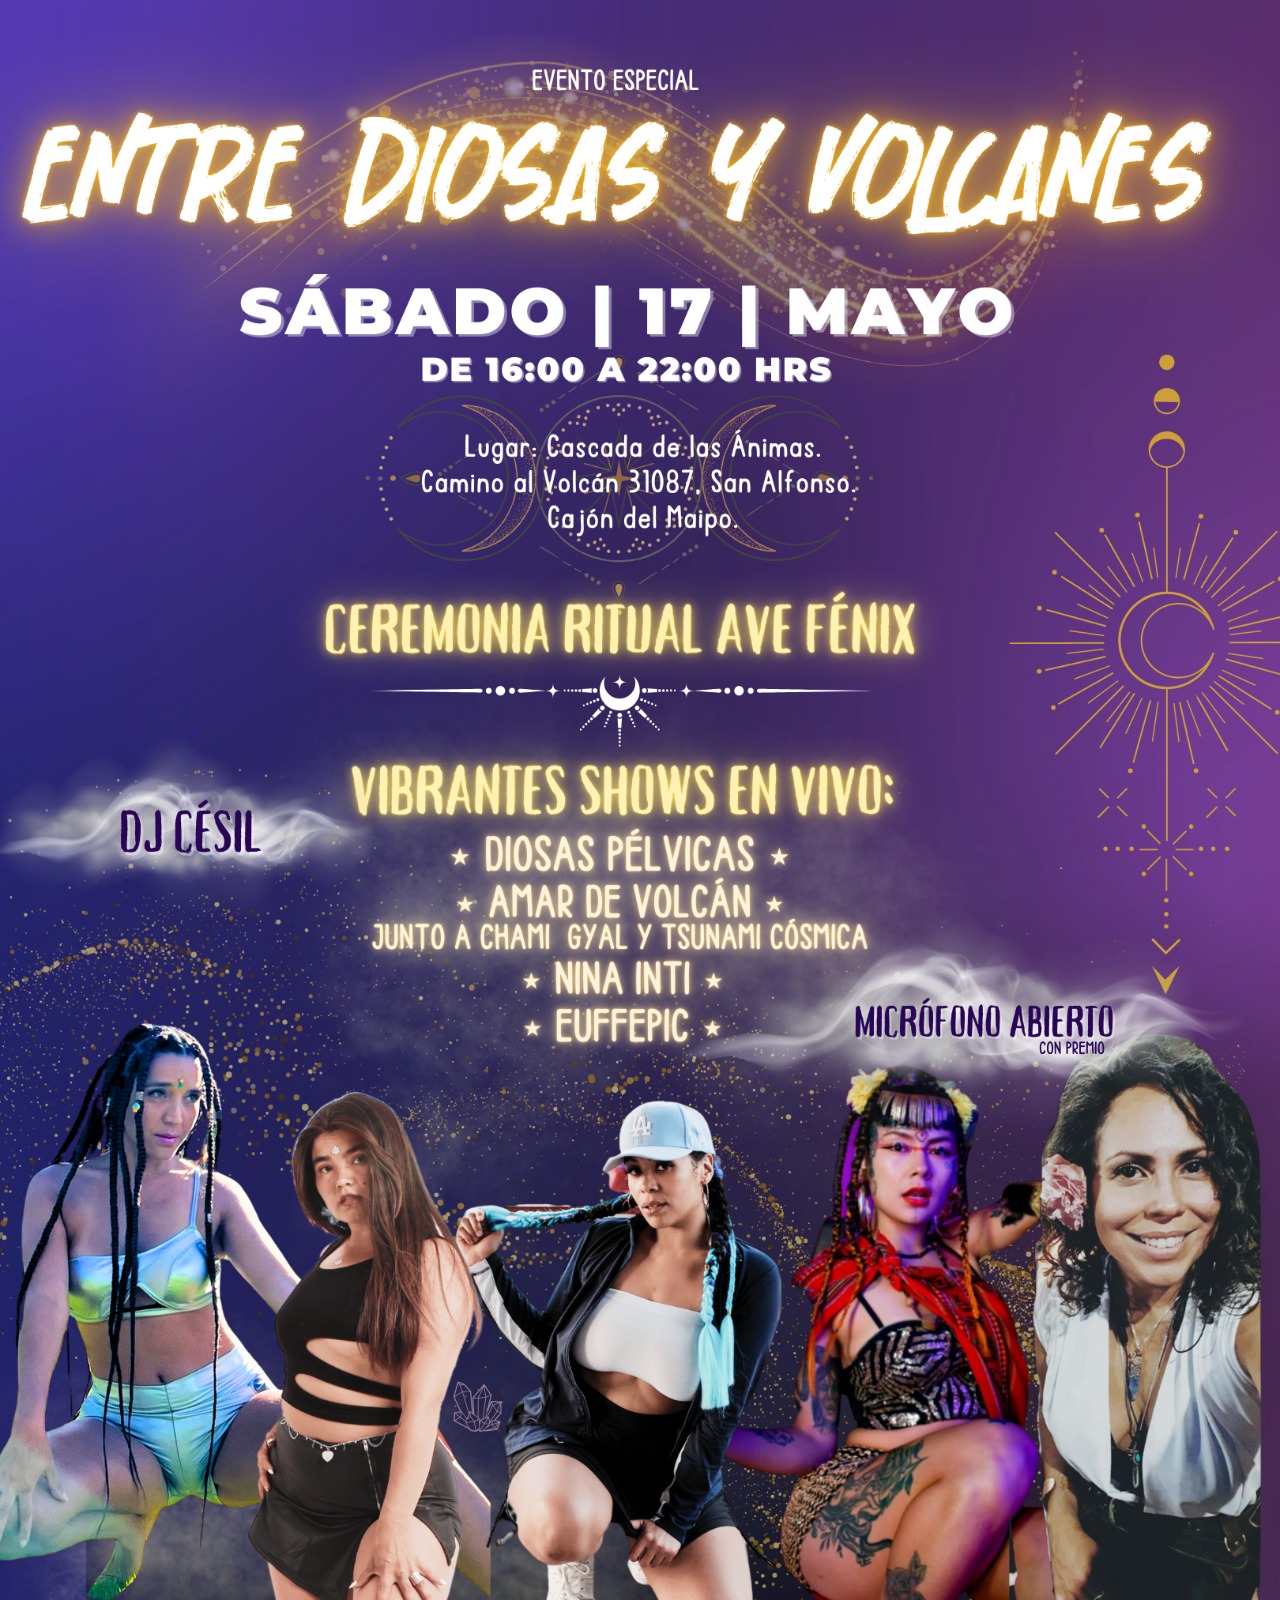 EVENTO ESPECIAL
ENTRE DIOSAS Y VOLCANES
SÁBADO | 17 | MAYO
DE 16:00 A 22:00 HRS
Lugar: Cascada de las Ánimas.
Camino al Volcán 31087, San Alfonso.
Cajón del Maipo.
CEREMONIA RITUAL AVE FÉNIX
VIBRANTES SHOWS EN VIVO:
DJ CÉSIL
★ DIOSAS PÉLVICAS ★
★ AMAR DE VOLCÁN ★
JUNTO A CHAMI GYAL Y TSUNAMI CÓSMICA
★ NINA INTI ★
★ EUFFEPIC ★
MICRÓFONO ABIERTO
CON PREMIO
LA